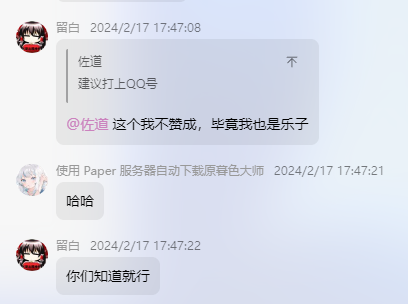 留白 2024/2/17 17:47:08
佐道
建议打上QQ号
@佐道 这个我不赞成，毕竟我也是乐子
使用 Paper 服务器自动下载原暮色大师 2024/2/17 17:47:21
哈哈
留白 2024/2/17 17:47:22
你们知道就行